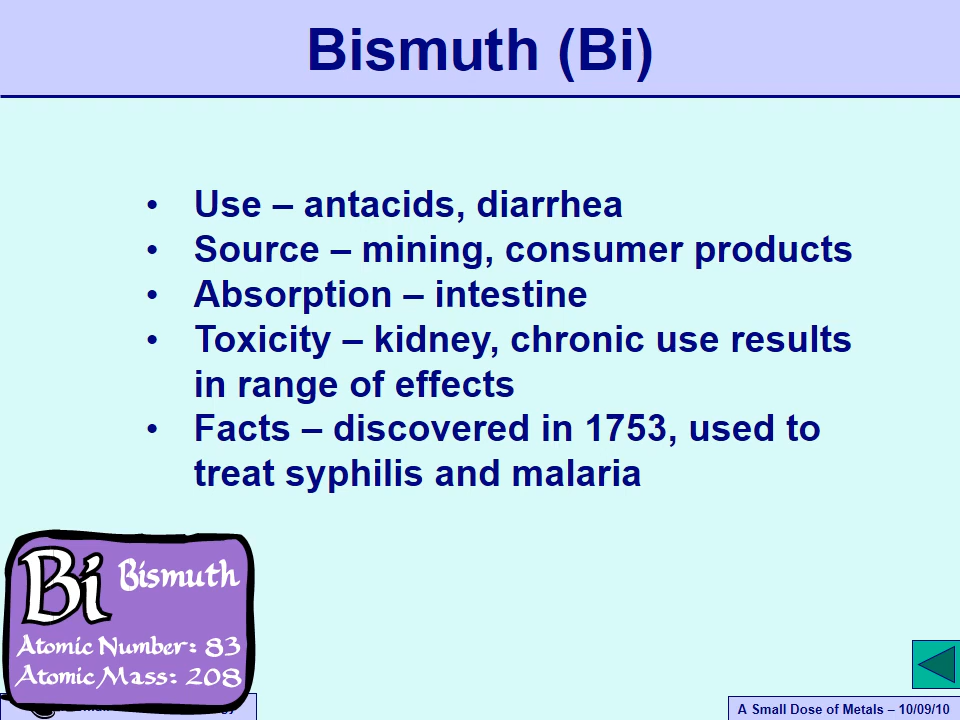 Bismuth (Bi)
• Use – antacids, diarrhea
• Source – mining, consumer products
• Absorption – intestine
• Toxicity – kidney, chronic use results
in range of effects
• Facts – discovered in 1753, used to
treat syphilis and malaria
Bi Bismuth
Atomic Number: 83
Atomic Mass: 208
A Small Dose of Metals – 10/09/10